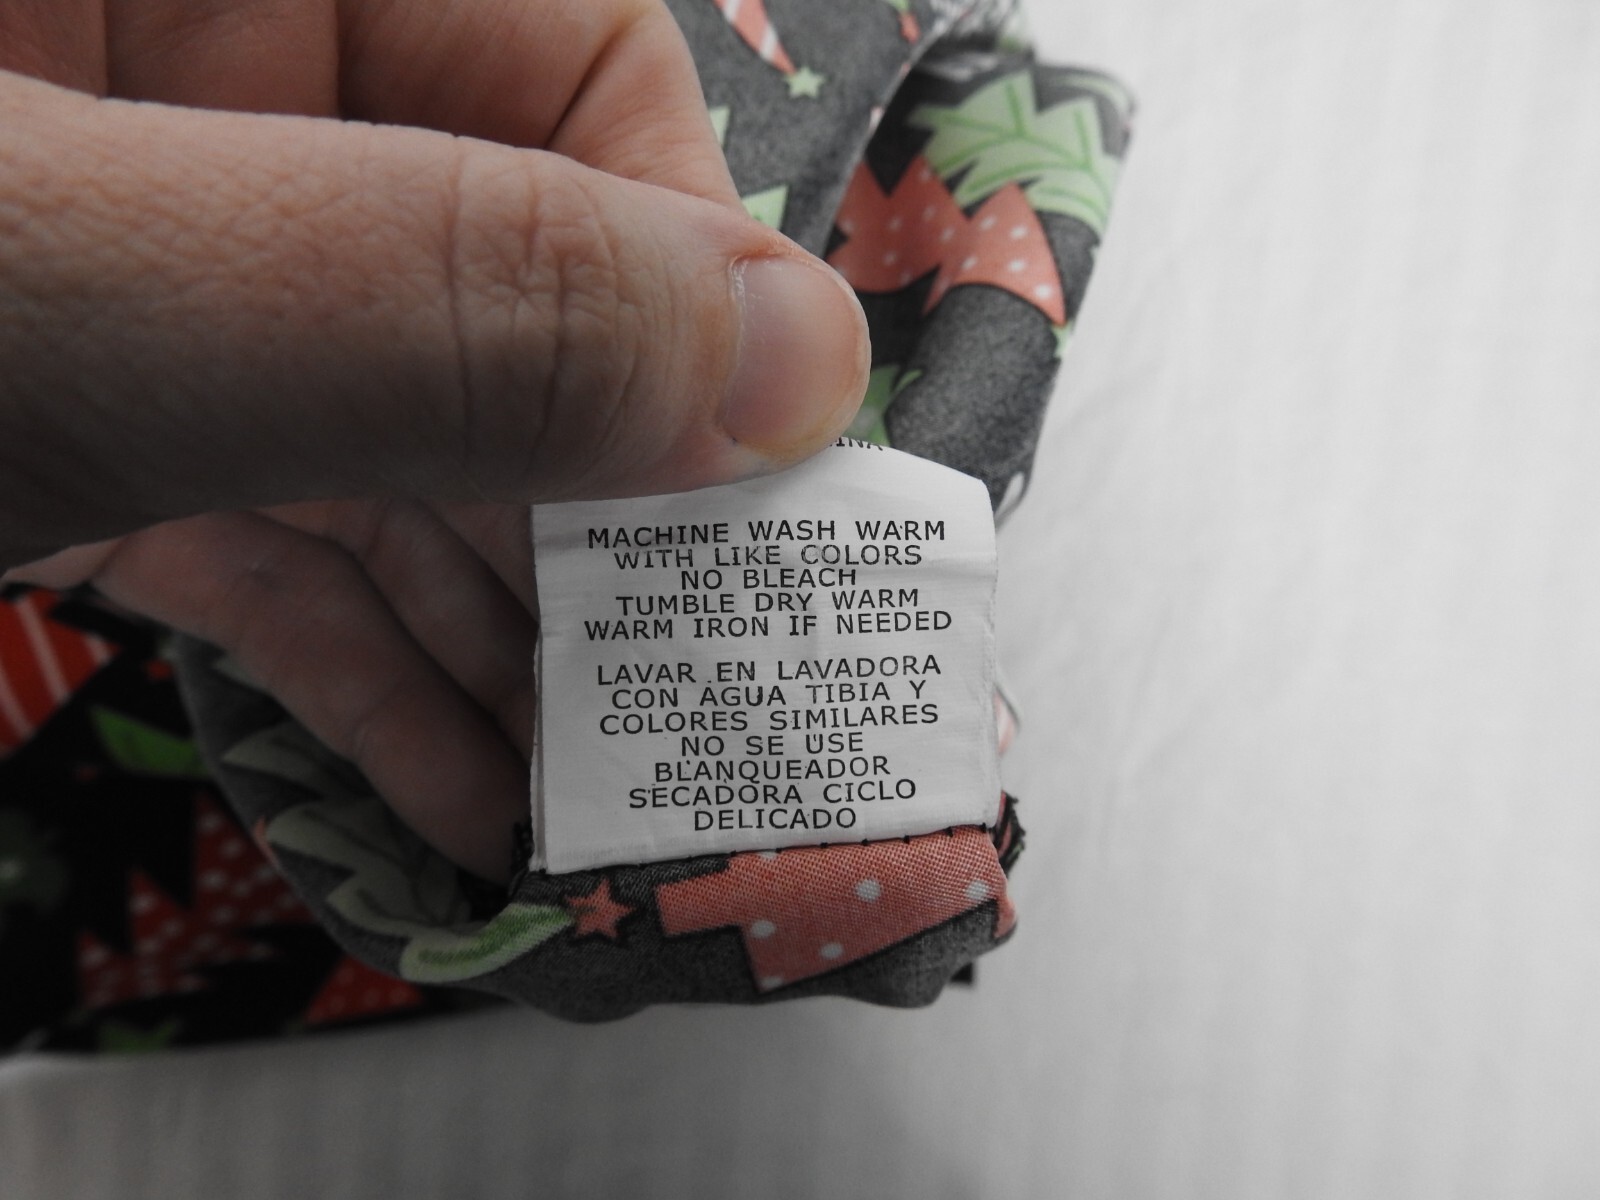 MACHINE WASH WARM
WITH LIKE COLORS
NO BLEACH
TUMBLE DRY WARM
WARM IRON IF NEEDED
LAVAR EN LAVADORA
CON AGUA TIBIA Y
COLORES SIMILARES
NO SE USE
BLANQUEADOR
SECADORA CICLO
DELICADO